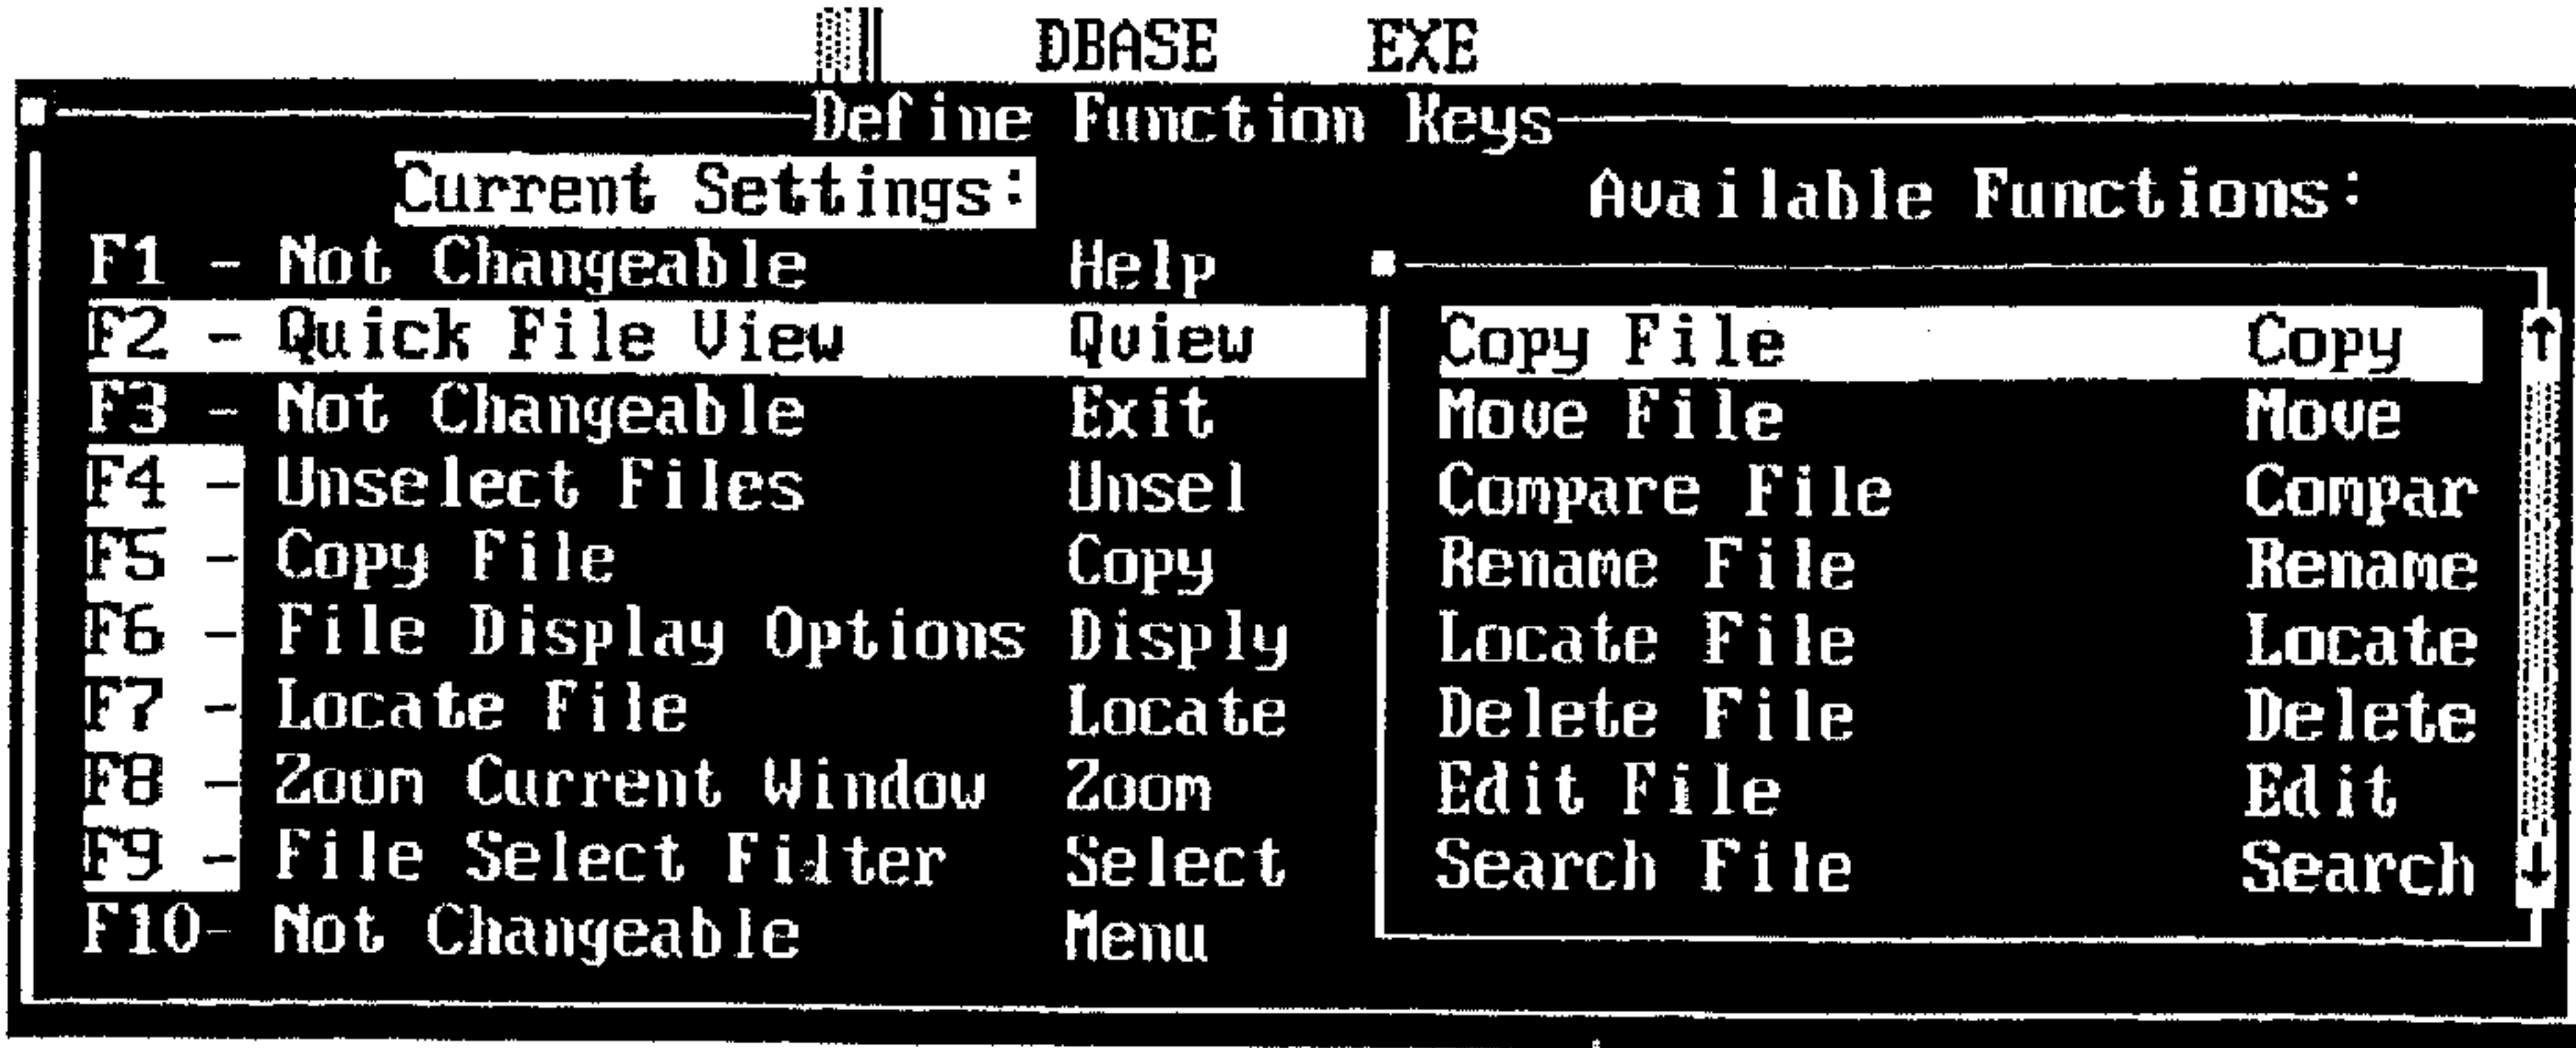 DBASE EXE
Define Function Keys
Current Settings:
F1 - Not Changeable Help
F2 - Quick File View Qview
F3 - Not Changeable Exit
F4 - Unselect Files Unsel
F5 - Copy File Copy
F6 - File Display Options Disply
F7 - Locate File Locate
F8 - Zoom Current Window Zoom
F9 - File Select Filter Select
F10- Not Changeable Menu
Available Functions:
Copy File Copy
Move File Move
Compare File Compar
Rename File Rename
Locate File Locate
Delete File Delete
Edit File Edit
Search File Search